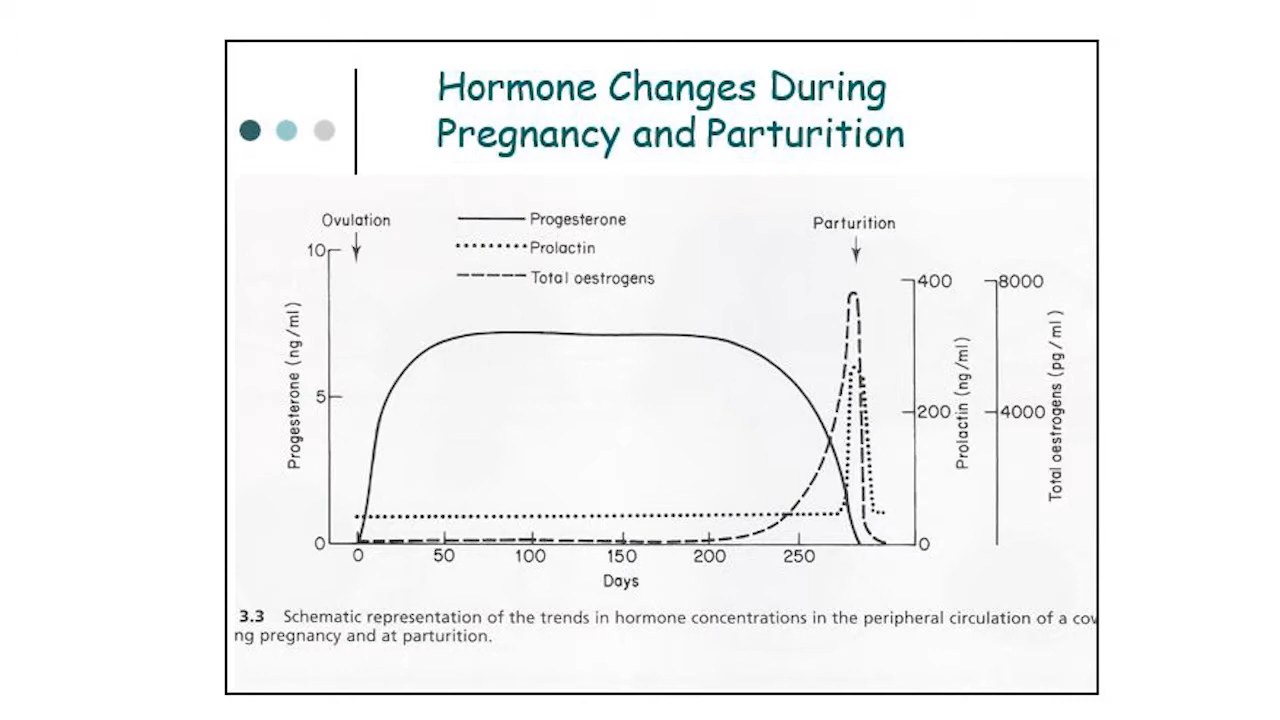 Hormone Changes During
Pregnancy and Parturition
Ovulation
Progesterone
Prolactin
Total oestrogens
Parturition
10
5
0
Progesterone (ng/ml)
400
200
0
Prolactin (ng/ml)
8000
4000
Total oestrogens (pg/ml)
0 50 100 150 200 250
Days
3.3 Schematic representation of the trends in hormone concentrations in the peripheral circulation of a cow
ng pregnancy and at parturition.